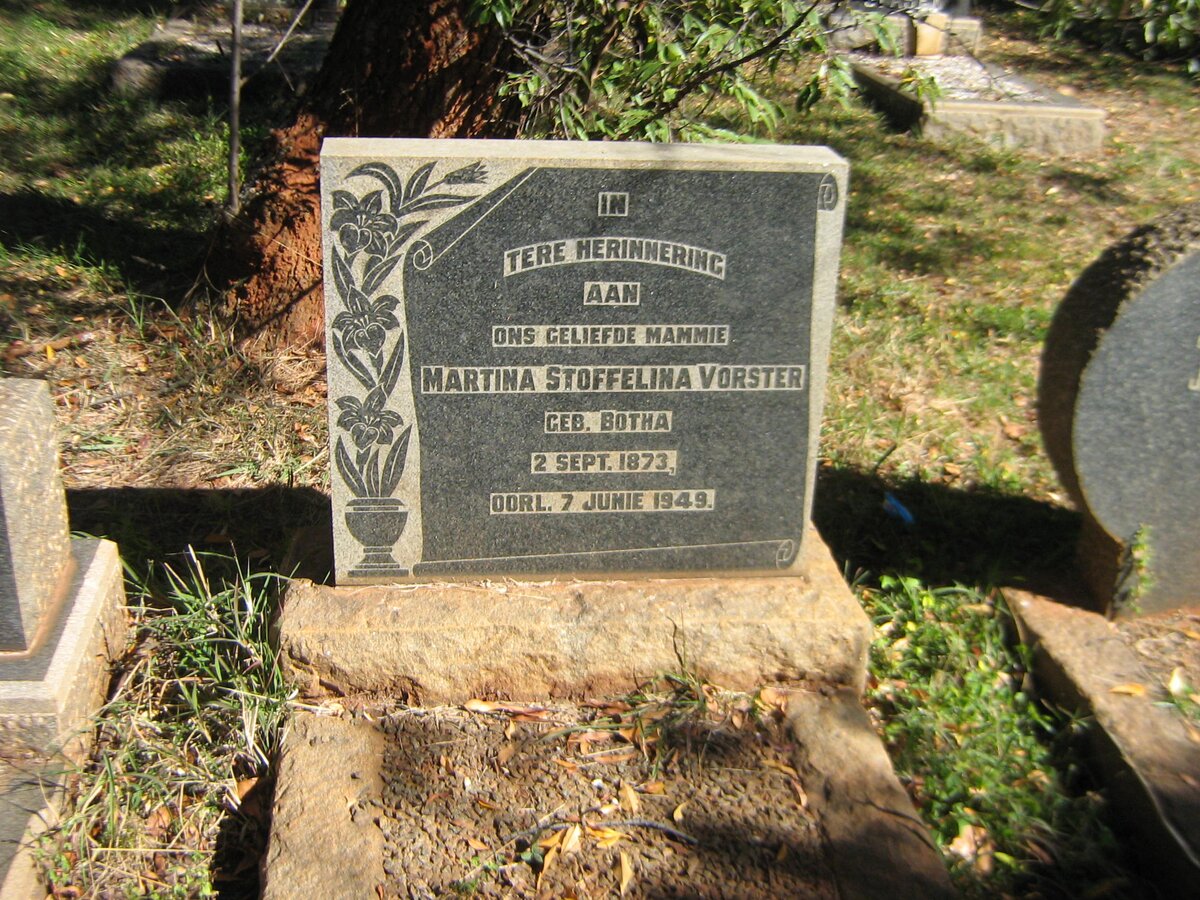 IN
TERE HERINNERING
AAN
ONS GELIEFDE MAMMIE
MARTINA STOFFELINA VORSTER
GEB. BOTHA
2 SEPT. 1873,
OORL. 7 JUNIE 1949.